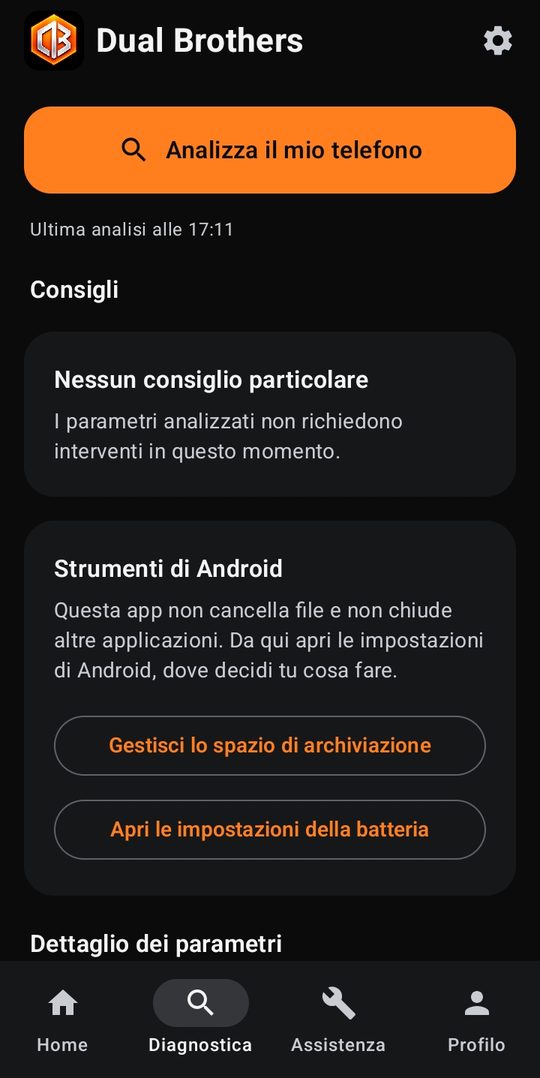 Dual Brothers
Analizza il mio telefono
Ultima analisi alle 17:11
Consigli
Nessun consiglio particolare
I parametri analizzati non richiedono
interventi in questo momento.
Strumenti di Android
Questa app non cancella file e non chiude
altre applicazioni. Da qui apri le impostazioni
di Android, dove decidi tu cosa fare.
Gestisci lo spazio di archiviazione
Apri le impostazioni della batteria
Dettaglio dei parametri
Home
Diagnostica
Assistenza
Profilo